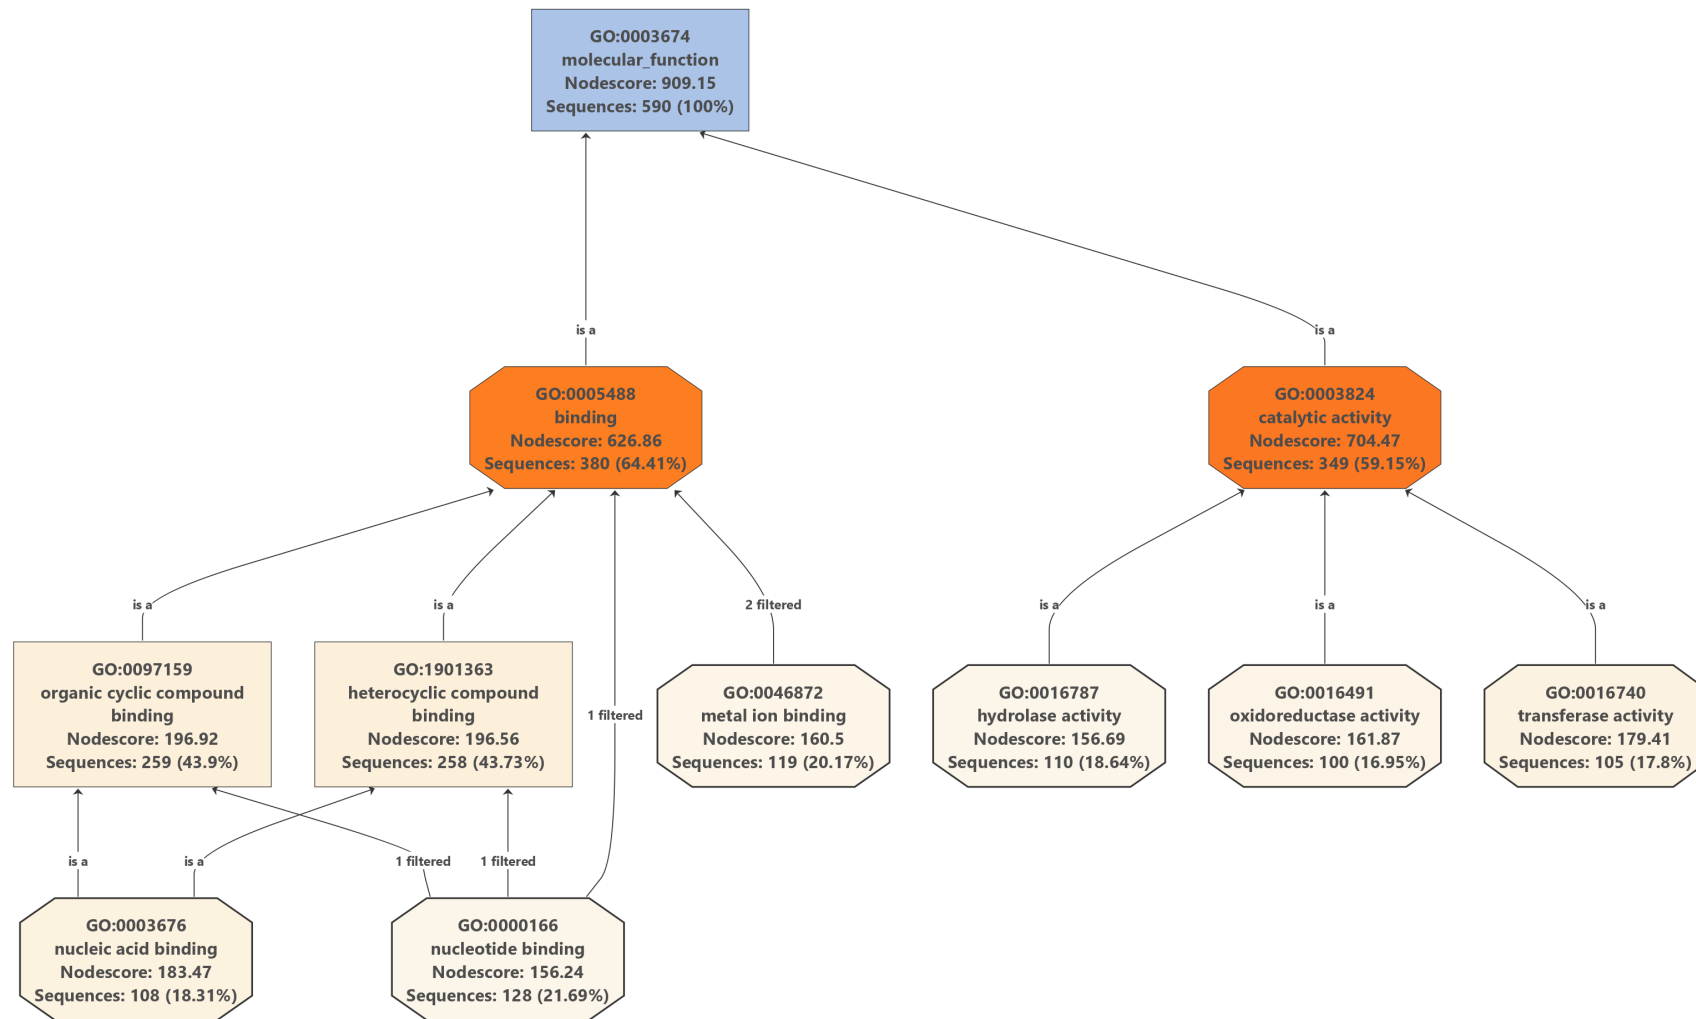 GO:0003674
molecular_function
Nodescore: 909.15
Sequences: 590 (100%)
is a
is a
GO:0005488
binding
Nodescore: 626.86
Sequences: 380 (64.41%)
GO:0003824
catalytic activity
Nodescore: 704.47
Sequences: 349 (59.15%)
is a
is a
2 filtered
is a
is a
is a
GO:0097159
organic cyclic compound
binding
Nodescore: 196.92
Sequences: 259 (43.9%)
GO:1901363
heterocyclic compound
binding
Nodescore: 196.56
Sequences: 258 (43.73%)
1 filtered
GO:0046872
metal ion binding
Nodescore: 160.5
Sequences: 119 (20.17%)
GO:0016787
hydrolase activity
Nodescore: 156.69
Sequences: 110 (18.64%)
GO:0016491
oxidoreductase activity
Nodescore: 161.87
Sequences: 100 (16.95%)
GO:0016740
transferase activity
Nodescore: 179.41
Sequences: 105 (17.8%)
is a
is a
1 filtered
1 filtered
GO:0003676
nucleic acid binding
Nodescore: 183.47
Sequences: 108 (18.31%)
GO:0000166
nucleotide binding
Nodescore: 156.24
Sequences: 128 (21.69%)